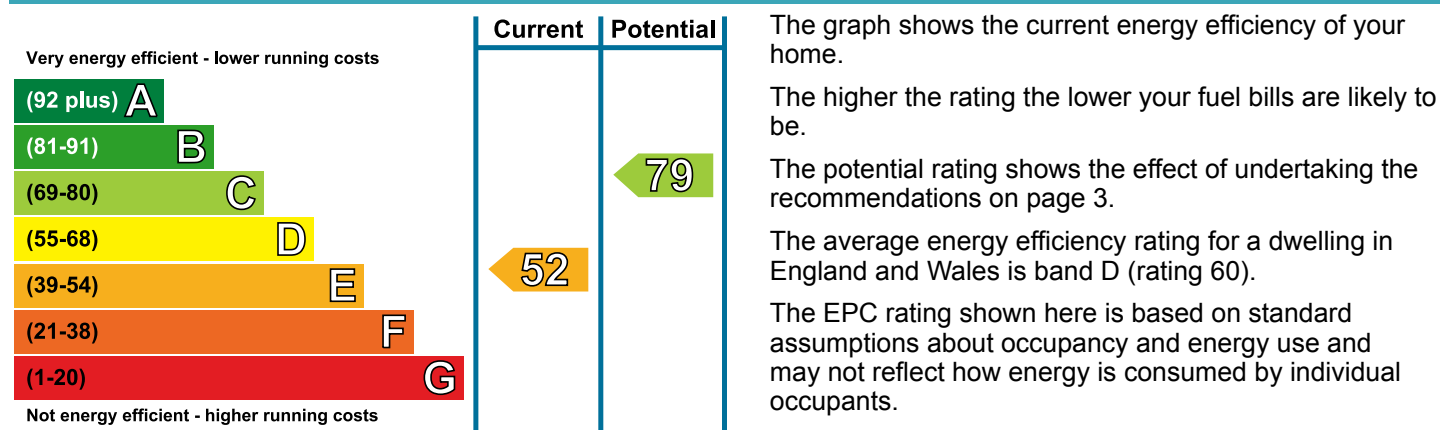 Current Potential
Very energy efficient - lower running costs
(92 plus) A
(81-91) B
(69-80) C
79
(55-68) D
52
(39-54) E
(21-38) F
(1-20) G
Not energy efficient - higher running costs
The graph shows the current energy efficiency of your
home.
The higher the rating the lower your fuel bills are likely to
be.
The potential rating shows the effect of undertaking the
recommendations on page 3.
The average energy efficiency rating for a dwelling in
England and Wales is band D (rating 60).
The EPC rating shown here is based on standard
assumptions about occupancy and energy use and
may not reflect how energy is consumed by individual
occupants.